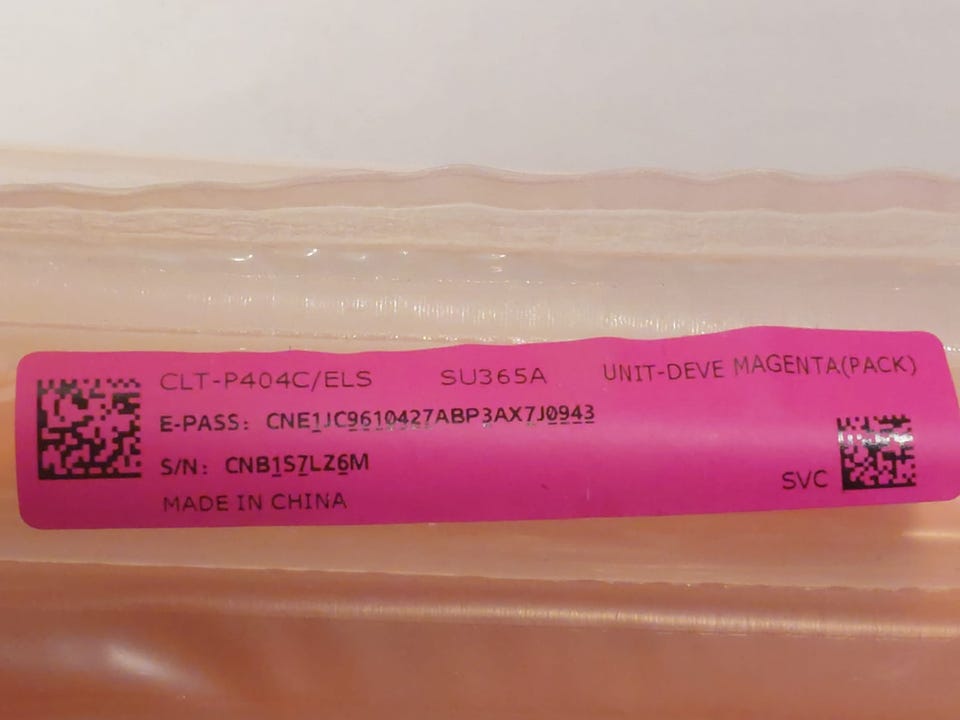 CLT-P404C/ELS SU365A UNIT-DEVE MAGENTA(PACK)
E-PASS: CNE1JC9610427ABP3AX7J0943
S/N: CNB1S7LZ6M
MADE IN CHINA
SVC